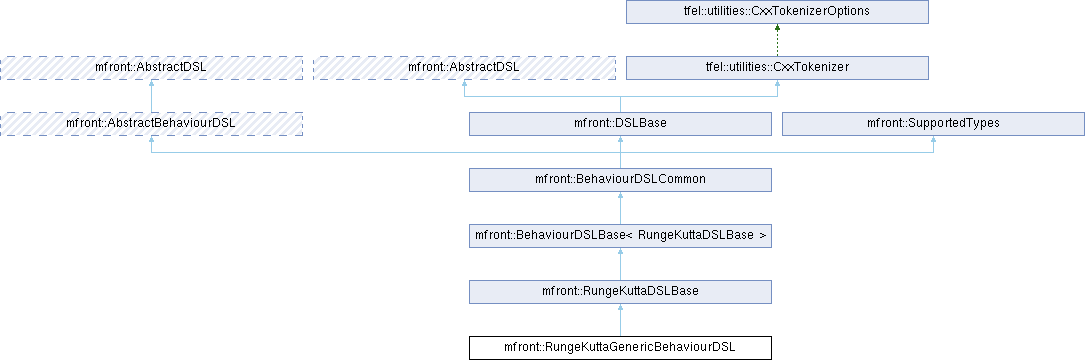 tfel::utilities::CxxTokenizerOptions
mfront::AbstractDSL
mfront::AbstractDSL
tfel::utilities::CxxTokenizer
mfront::AbstractBehaviourDSL
mfront::DSLBase
mfront::SupportedTypes
mfront::BehaviourDSLCommon
mfront::BehaviourDSLBase< RungeKuttaDSLBase >
mfront::RungeKuttaDSLBase
mfront::RungeKuttaGenericBehaviourDSL